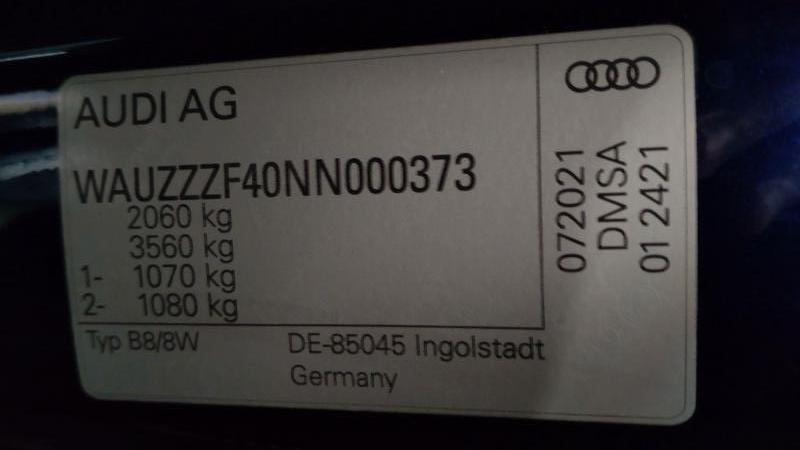 AUDI AG
WAUZZZF40NN000373
2060 kg
3560 kg
1- 1070 kg
2- 1080 kg
Typ B8/8W
DE-85045 Ingolstadt
Germany
072021
DMSA
01 2421